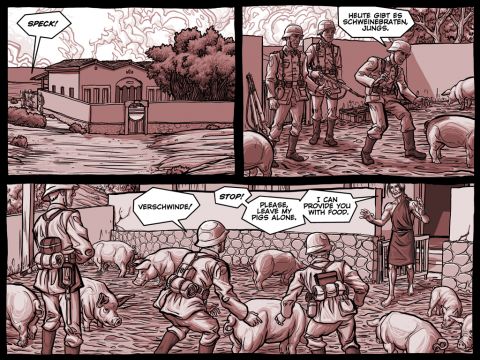 SPECK!
HEUTE GIBT ES
SCHWEINEBRATEN,
JUNGS.
VERSCHWINDE!
STOP!
PLEASE,
LEAVE MY
PIGS ALONE.
I CAN
PROVIDE YOU
WITH FOOD.